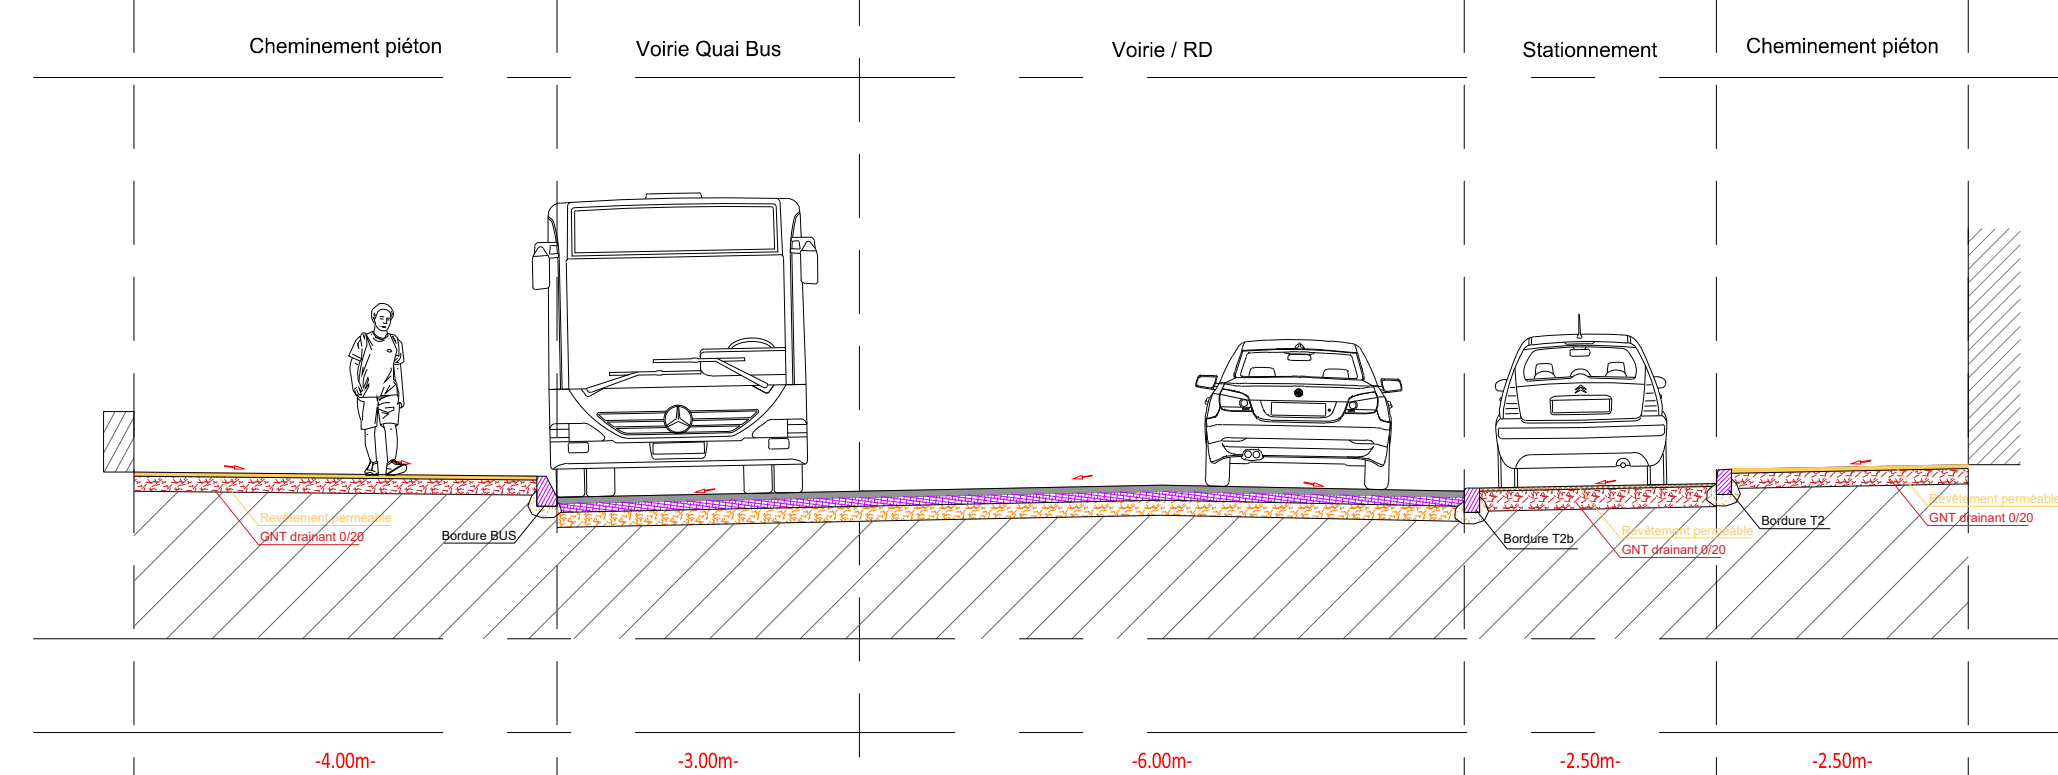 Cheminement piéton
Voirie Quai Bus
Voirie / RD
Stationnement
Cheminement piéton
Revêtement perméable
GNT drainant 0/20
Bordure BUS
Bordure T2b
Revêtement perméable
GNT drainant 0/20
Bordure T2
Revêtement perméable
GNT drainant 0/20
-4.00m-
-3.00m-
-6.00m-
-2.50m-
-2.50m-